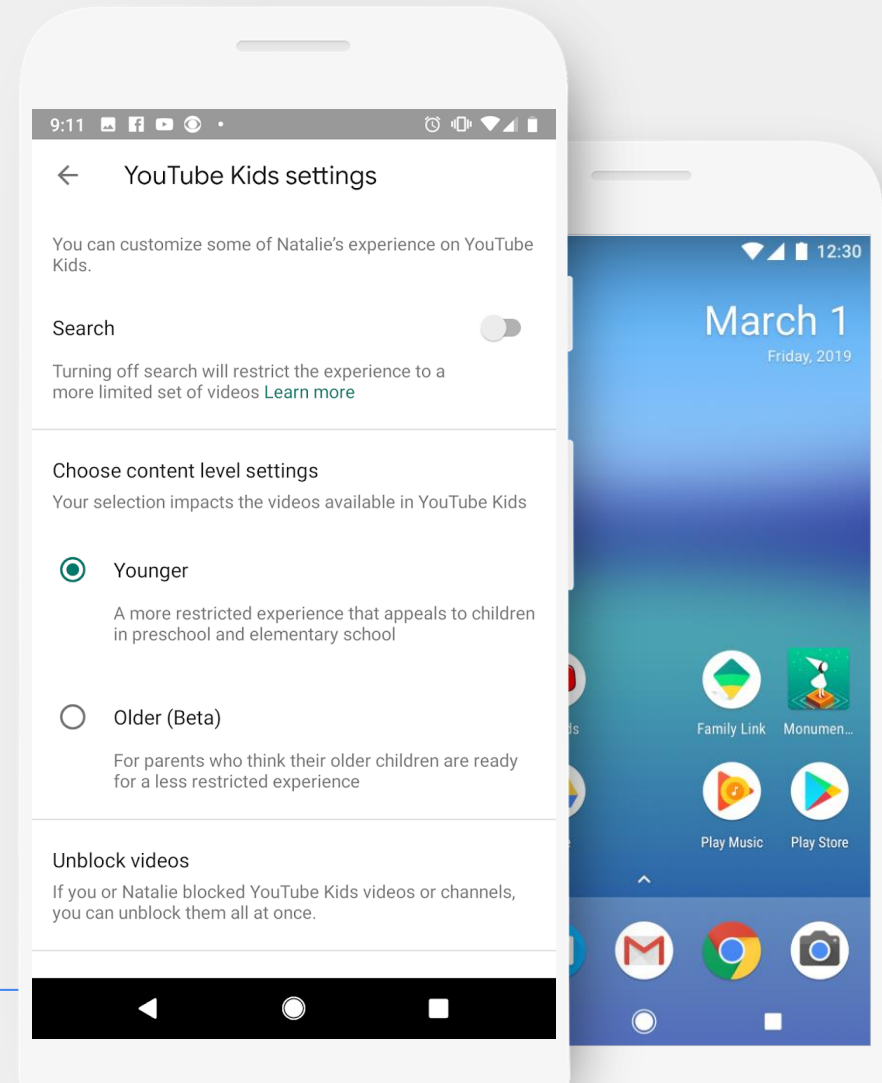 9:11
YouTube Kids settings
You can customize some of Natalie's experience on YouTube
Kids.
Search
Turning off search will restrict the experience to a
more limited set of videos Learn more
Choose content level settings
Your selection impacts the videos available in YouTube Kids
Younger
A more restricted experience that appeals to children
in preschool and elementary school
Older (Beta)
For parents who think their older children are ready
for a less restricted experience
Unblock videos
If you or Natalie blocked YouTube Kids videos or channels,
you can unblock them all at once.
12:30
March 1
Friday, 2019
ds
Family Link
Monumen...
Play Music
Play Store